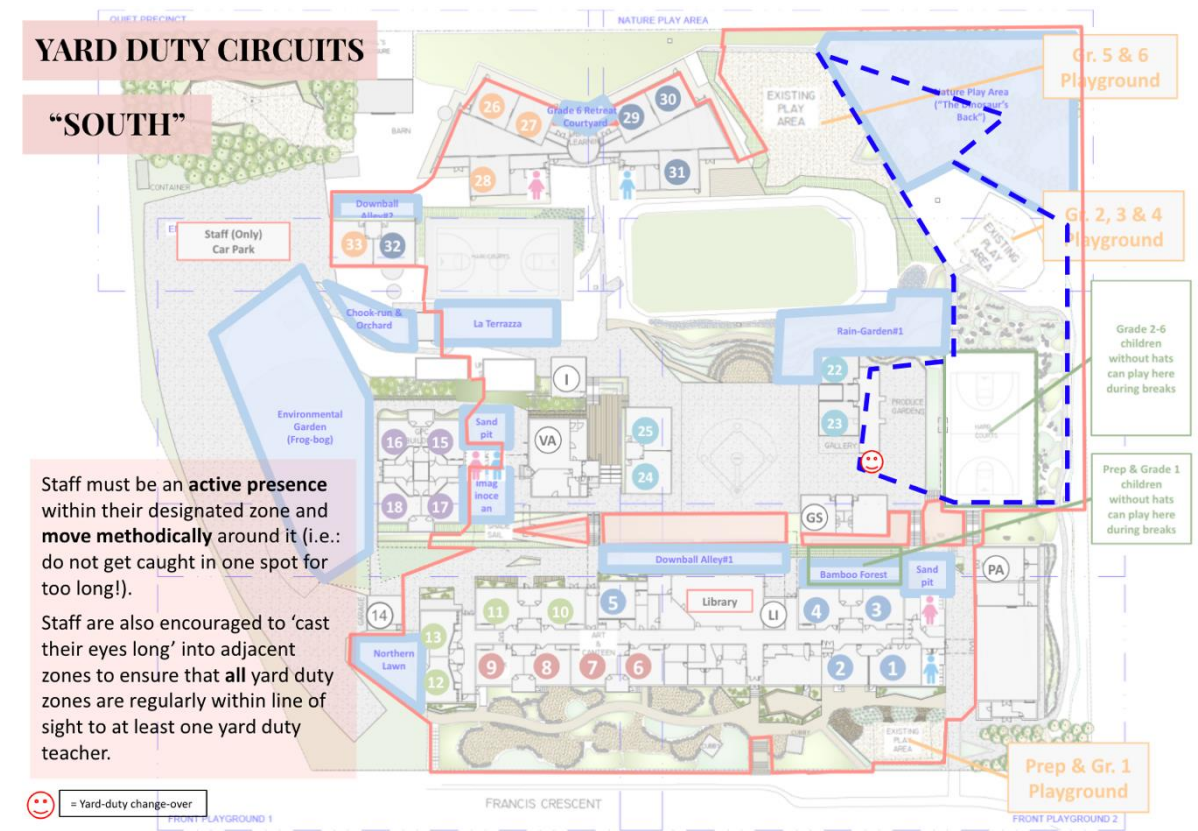 QUIET PRECINCT
NATURE PLAY AREA
YARD DUTY CIRCUITS
“SOUTH”
BARN
CONTAINER
Gr. 5 & 6
Playground
EXISTING
PLAY
AREA
Nature Play Area
("The Dinosaur's
Back")
26
27
Grade 6 Retreat
Courtyard
29
30
28
31
Downball
Alley#2
33
32
Staff (Only)
Car Park
Gr. 2, 3 & 4
Playground
EXISTING
PLAY
AREA
HARD COURTS
Chook-run &
Orchard
La Terrazza
Rain-Garden#1
Grade 2-6
children
without hats
can play here
during breaks
I
22
PRODUCE
GARDENS
HARD
COURTS
Environmental
Garden
(Frog-bog)
16
15
Sand
pit
VA
25
23
GALLERY
24
18
17
imag
inoce
an
SAIL
GS
Prep & Grade 1
children
without hats
can play here
during breaks
Staff must be an active presence
within their designated zone and
move methodically around it (i.e.:
do not get caught in one spot for
too long!).
Staff are also encouraged to ‘cast
their eyes long’ into adjacent
zones to ensure that all yard duty
zones are regularly within line of
sight to at least one yard duty
teacher.
Downball Alley#1
Bamboo Forest
Sand
pit
PA
14
11
10
5
Library
LI
4
3
13
ART
&
CANTEEN
Northern
Lawn
12
9
8
7
6
2
1
EXISTING
PLAY
AREA
Prep & Gr. 1
Playground
= Yard-duty change-over
FRANCIS CRESCENT
FRONT PLAYGROUND 1
FRONT PLAYGROUND 2